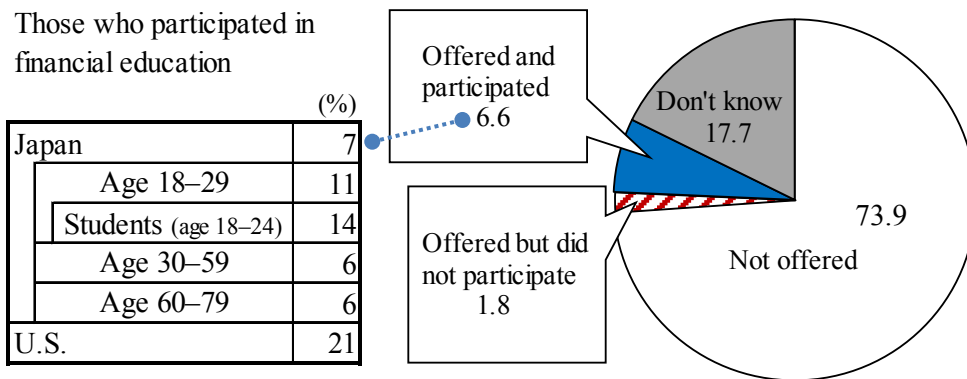 Those who participated in
financial education
(%)
Japan 7
Age 18–29 11
Students (age 18–24) 14
Age 30–59 6
Age 60–79 6
U.S. 21
Offered and
participated
6.6
Offered but did
not participate
1.8
Don't know
17.7
73.9
Not offered